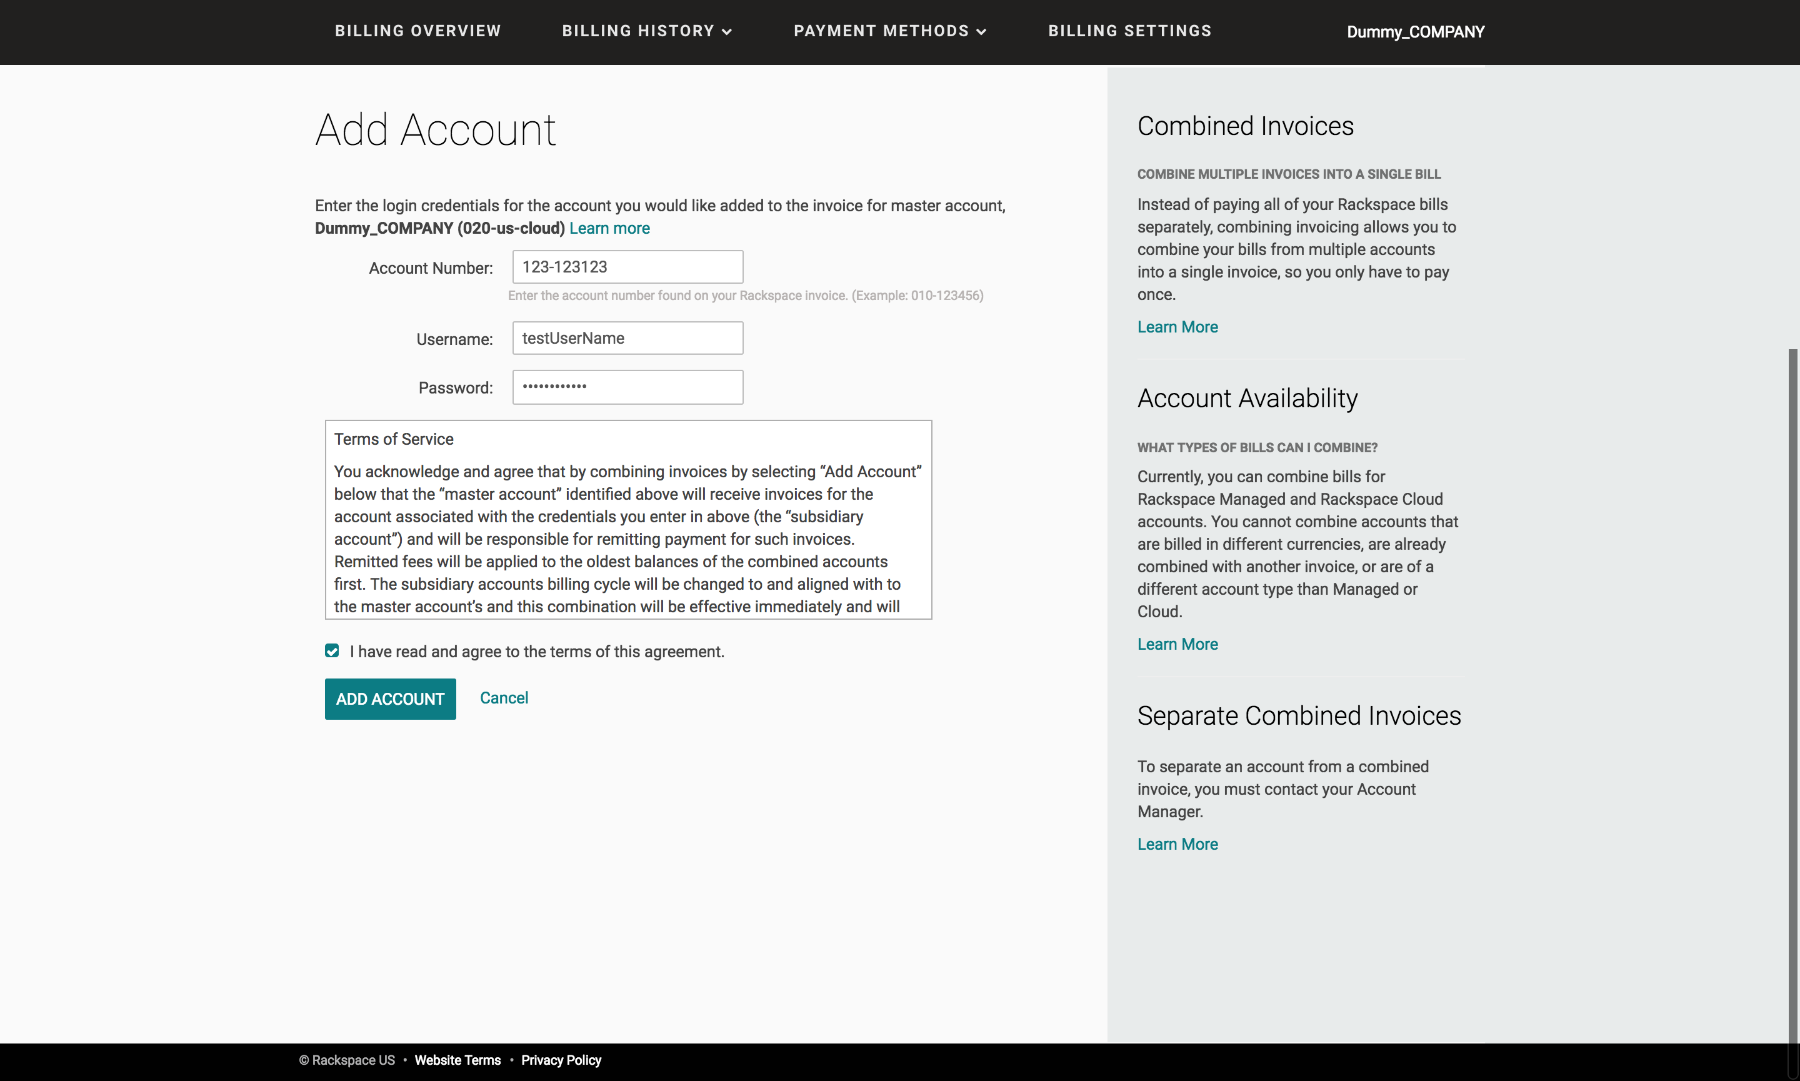 BILLING OVERVIEW BILLING HISTORY PAYMENT METHODS BILLING SETTINGS Dummy_COMPANY
Add Account
Enter the login credentials for the account you would like added to the invoice for master account,
Dummy_COMPANY (020-us-cloud) Learn more
Account Number: 123-123123
Enter the account number found on your Rackspace invoice. (Example: 010-123456)
Username: testUserName
Password: ••••••••••••
Terms of Service
You acknowledge and agree that by combining invoices by selecting “Add Account”
below that the “master account” identified above will receive invoices for the
account associated with the credentials you enter in above (the “subsidiary
account”) and will be responsible for remitting payment for such invoices.
Remitted fees will be applied to the oldest balances of the combined accounts
first. The subsidiary accounts billing cycle will be changed to and aligned with to
the master account’s and this combination will be effective immediately and will
I have read and agree to the terms of this agreement.
ADD ACCOUNT Cancel
Combined Invoices
COMBINE MULTIPLE INVOICES INTO A SINGLE BILL
Instead of paying all of your Rackspace bills
separately, combining invoicing allows you to
combine your bills from multiple accounts
into a single invoice, so you only have to pay
once.
Learn More
Account Availability
WHAT TYPES OF BILLS CAN I COMBINE?
Currently, you can combine bills for
Rackspace Managed and Rackspace Cloud
accounts. You cannot combine accounts that
are billed in different currencies, are already
combined with another invoice, or are of a
different account type than Managed or
Cloud.
Learn More
Separate Combined Invoices
To separate an account from a combined
invoice, you must contact your Account
Manager.
Learn More
© Rackspace US • Website Terms • Privacy Policy